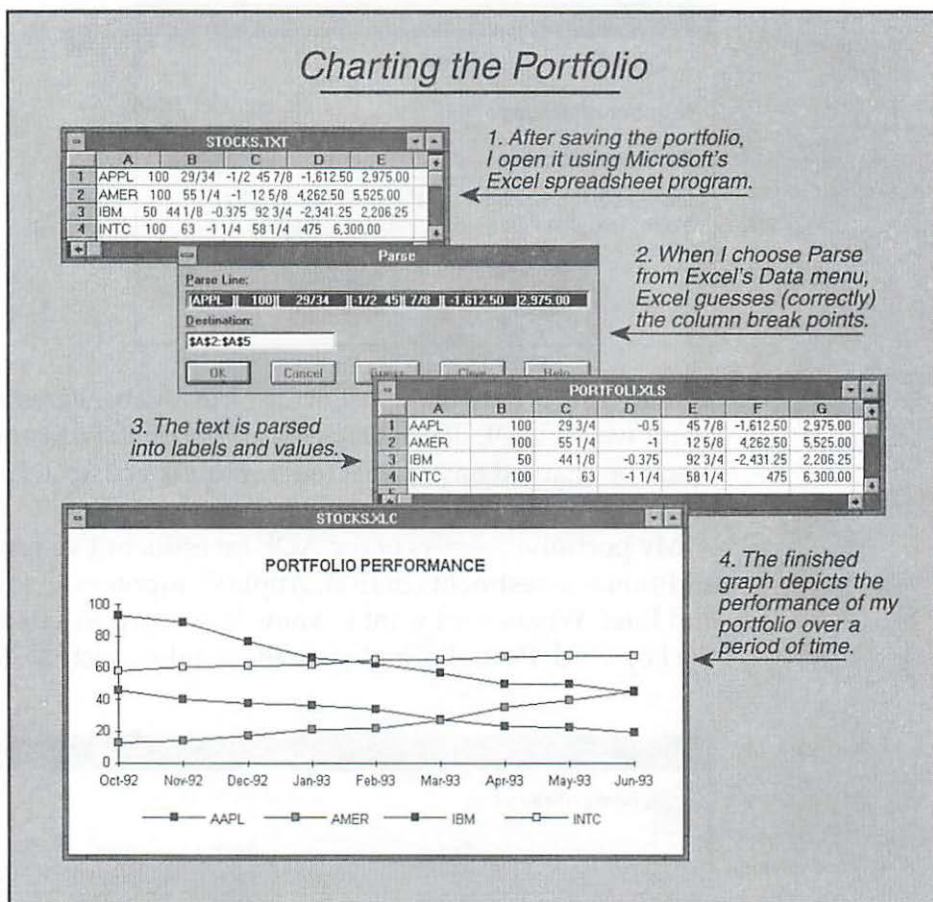 Charting the Portfolio
STOCKS.TXT
A B C D E
1 APPL 100 29/34 -1/2 45 7/8 -1,612.50 2,975.00
2 AMER 100 55 1/4 -1 12 5/8 4,262.50 5,525.00
3 IBM 50 44 1/8 -0.375 92 3/4 -2,341.25 2,206.25
4 INTC 100 63 -1 1/4 58 1/4 475 6,300.00
1. After saving the portfolio,
I open it using Microsoft's
Excel spreadsheet program.
Parse
Parse Line:
[APPL ][ 100][ 29/34 ][-1/2 45][ 7/8 ][ -1,612.50 ]2,975.00
Destination:
$A$2:$A$5
OK Cancel Guess Clear Help
2. When I choose Parse
from Excel's Data menu,
Excel guesses (correctly)
the column break points.
3. The text is parsed
into labels and values.
PORTFOLI.XLS
A B C D E F G
1 AAPL 100 29 3/4 -0.5 45 7/8 -1,612.50 2,975.00
2 AMER 100 55 1/4 -1 12 5/8 4,262.50 5,525.00
3 IBM 50 44 1/8 -0.375 92 3/4 -2,431.25 2,206.25
4 INTC 100 63 -1 1/4 58 1/4 475 6,300.00
STOCKS.XLC
PORTFOLIO PERFORMANCE
100
80
60
40
20
0
Oct-92 Nov-92 Dec-92 Jan-93 Feb-93 Mar-93 Apr-93 May-93 Jun-93
AAPL AMER IBM INTC
4. The finished
graph depicts the
performance of my
portfolio over a
period of time.